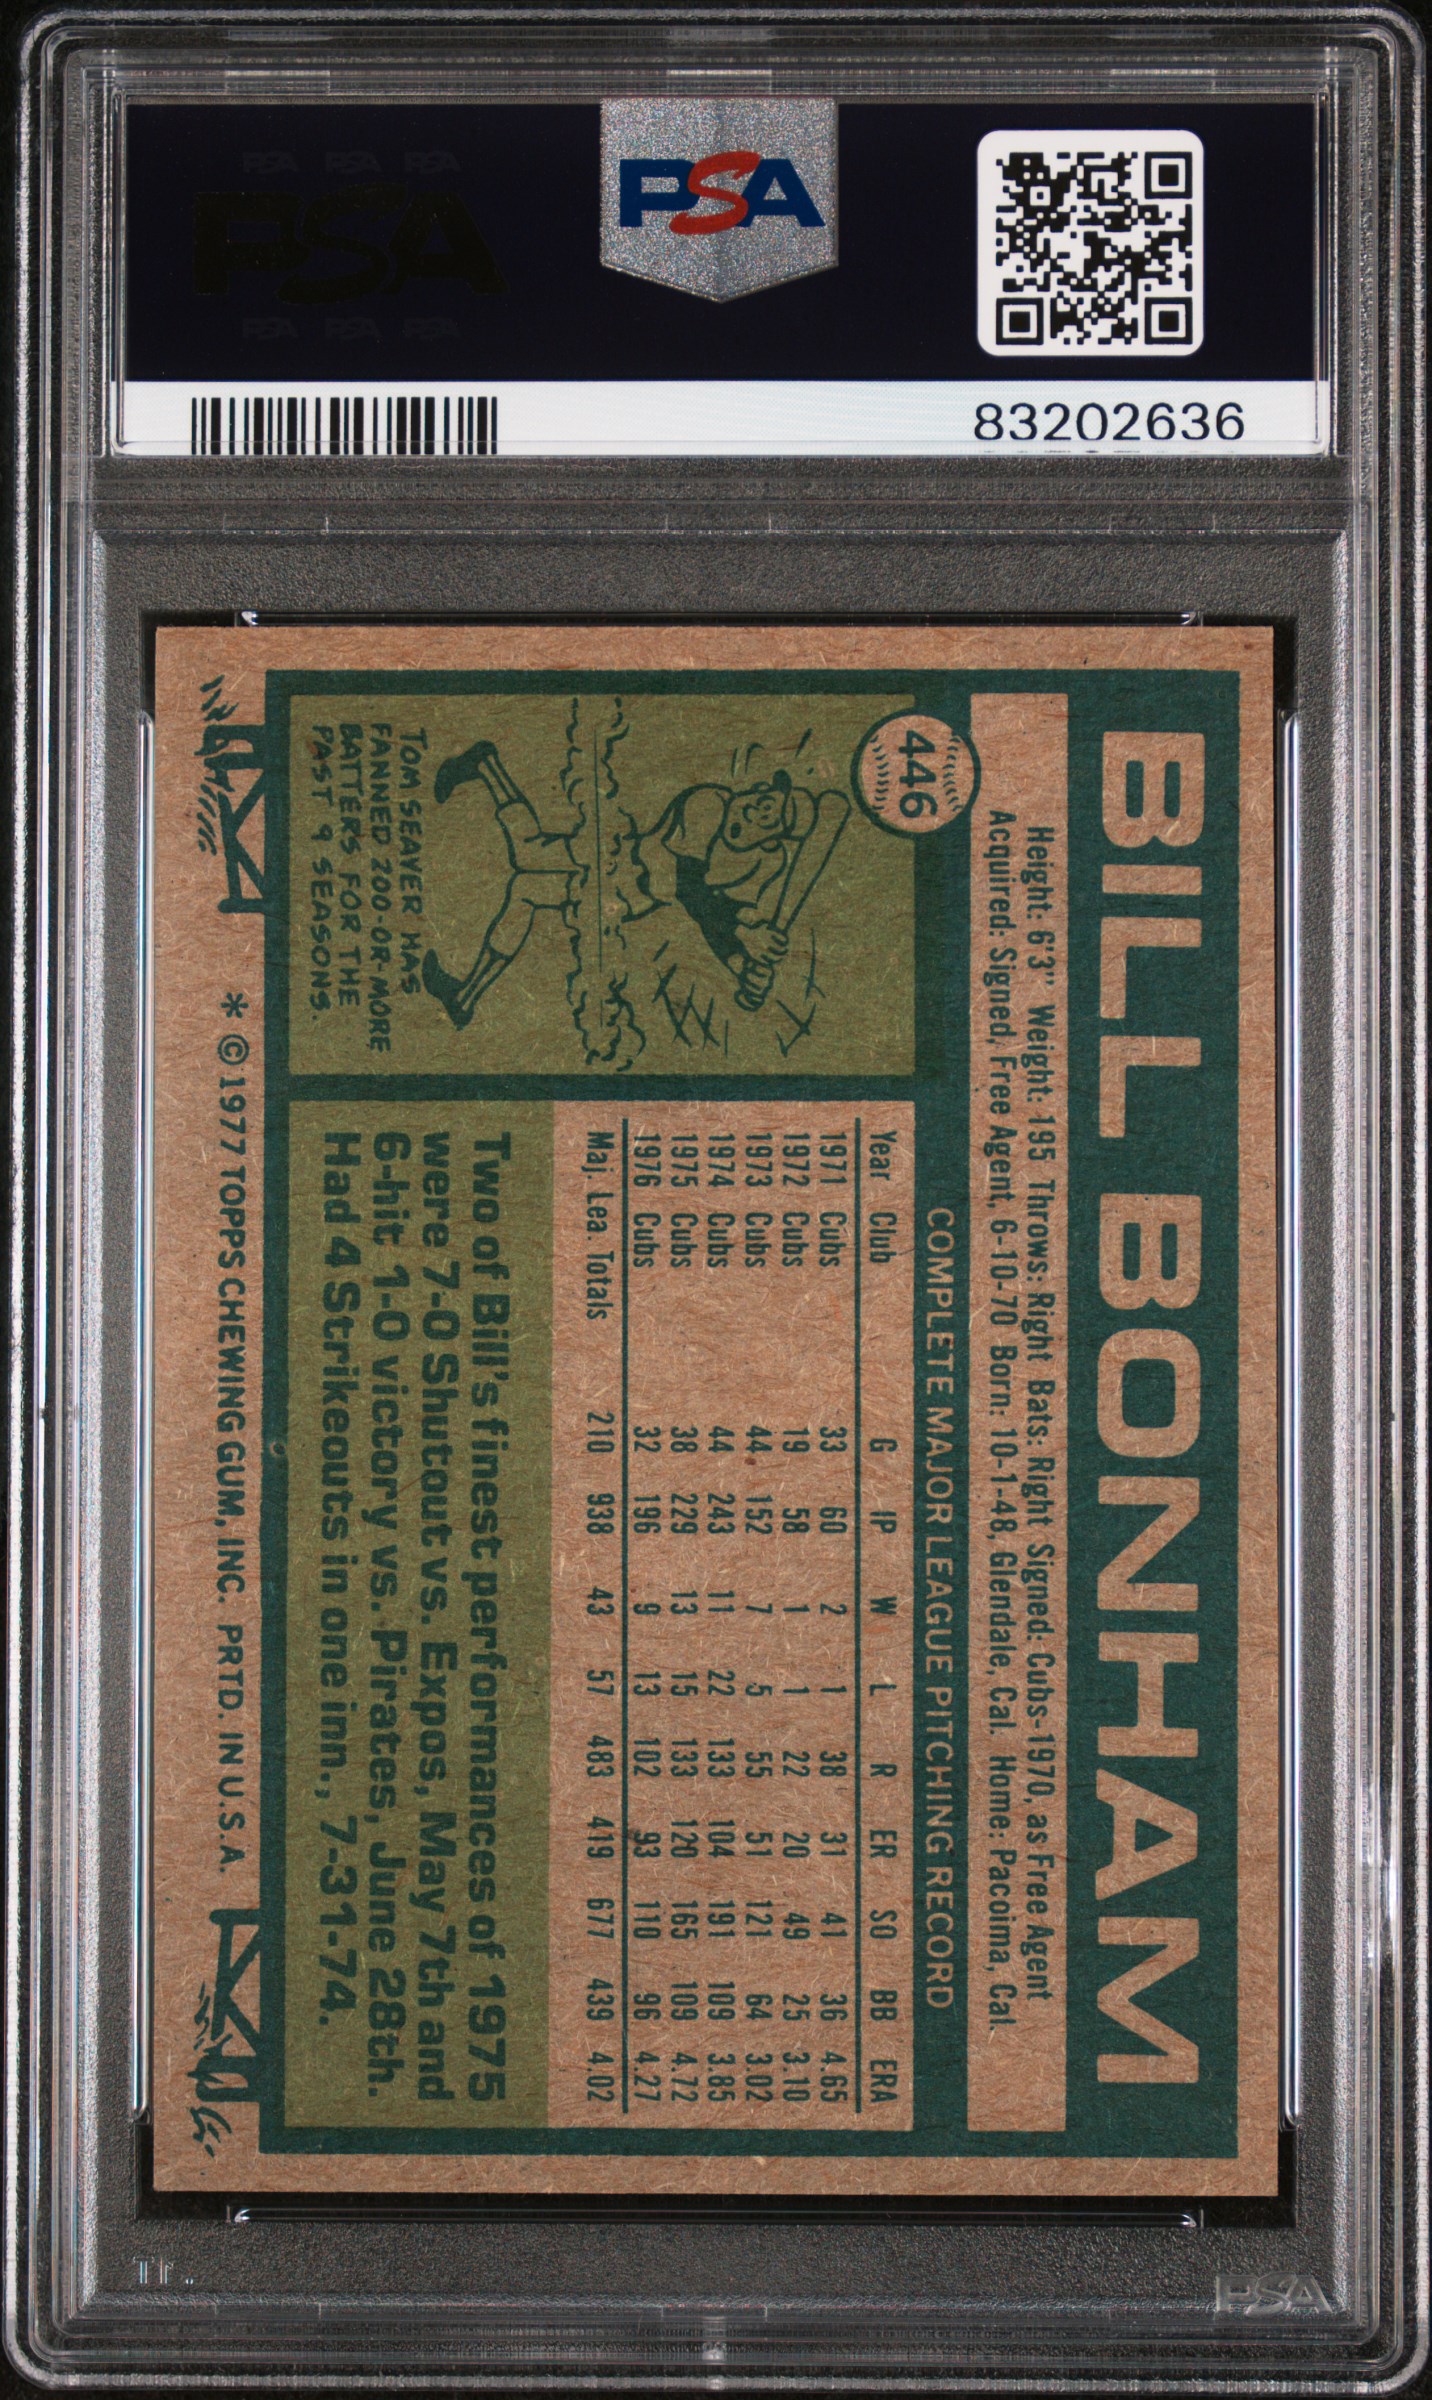 PSA PSA PSA
PSA
PSA PSA PSA
PSA
83202636
BILL BONHAM
Height: 6'3" Weight: 195 Throws: Right Bats: Right Signed: Cubs-1970, as Free Agent
Acquired: Signed, Free Agent, 6-10-70 Born: 10-1-48, Glendale, Cal. Home: Pacoima, Cal.
446
COMPLETE MAJOR LEAGUE PITCHING RECORD
Year Club G IP W L R ER SO BB ERA
1971 Cubs 33 60 2 1 38 31 41 36 4.65
1972 Cubs 19 58 1 1 22 20 49 25 3.10
1973 Cubs 44 152 7 5 55 51 121 64 3.02
1974 Cubs 44 243 11 22 133 104 191 109 3.85
1975 Cubs 38 229 13 15 133 120 165 109 4.72
1976 Cubs 32 196 9 13 102 93 110 96 4.27
Maj. Lea. Totals 210 938 43 57 483 419 677 439 4.02
TOM SEAVER HAS
FANNED 200-OR-MORE
BATTERS FOR THE
PAST 9 SEASONS.
Two of Bill's finest performances of 1975
were 7-0 Shutout vs. Expos, May 7th and
6-hit 1-0 victory vs. Pirates, June 28th.
Had 4 Strikeouts in one inn., 7-31-74.
* © 1977 TOPPS CHEWING GUM, INC. PRTD. IN U.S.A.
PSA